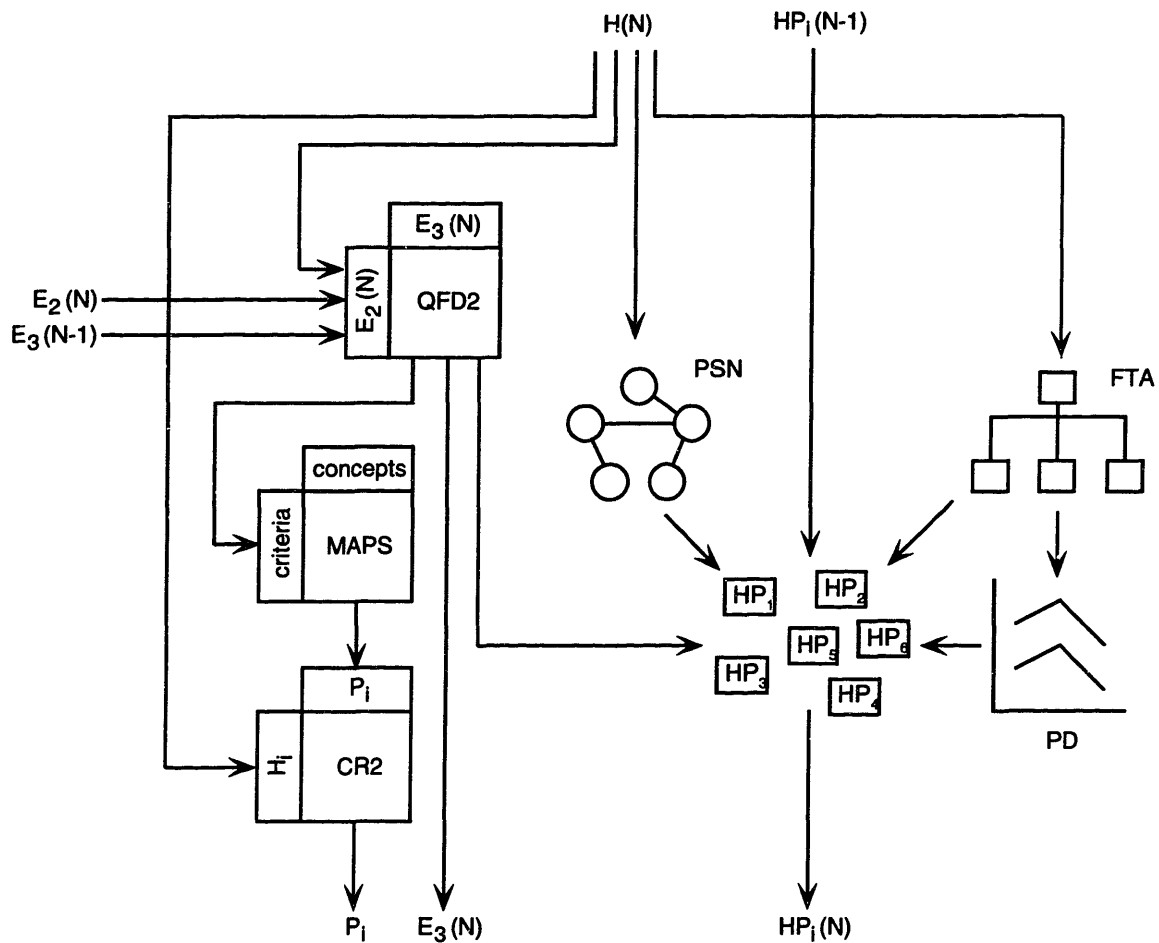 H(N)
HPi(N-1)
E3(N)
E2(N)
QFD2
E2(N)
E3(N-1)
PSN
FTA
concepts
criteria
MAPS
HP1
HP2
HP5
HP6
HP3
HP4
Pi
Hi
CR2
PD
Pi
E3(N)
HPi(N)